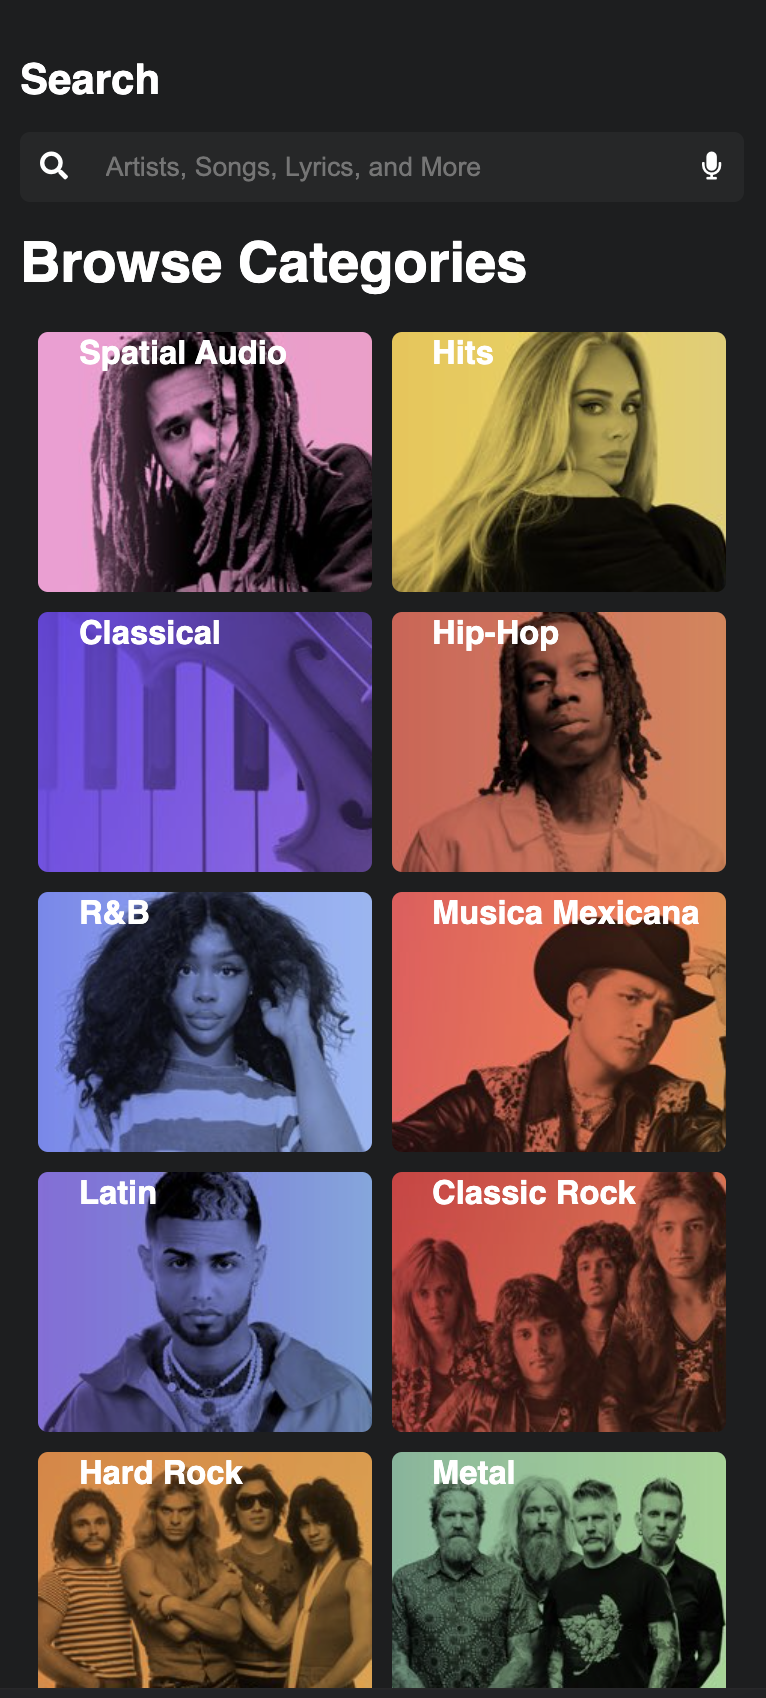 Search
Artists, Songs, Lyrics, and More
Browse Categories
Spatial Audio
Hits
Classical
Hip-Hop
R&B
Musica Mexicana
Latin
Classic Rock
Hard Rock
Metal